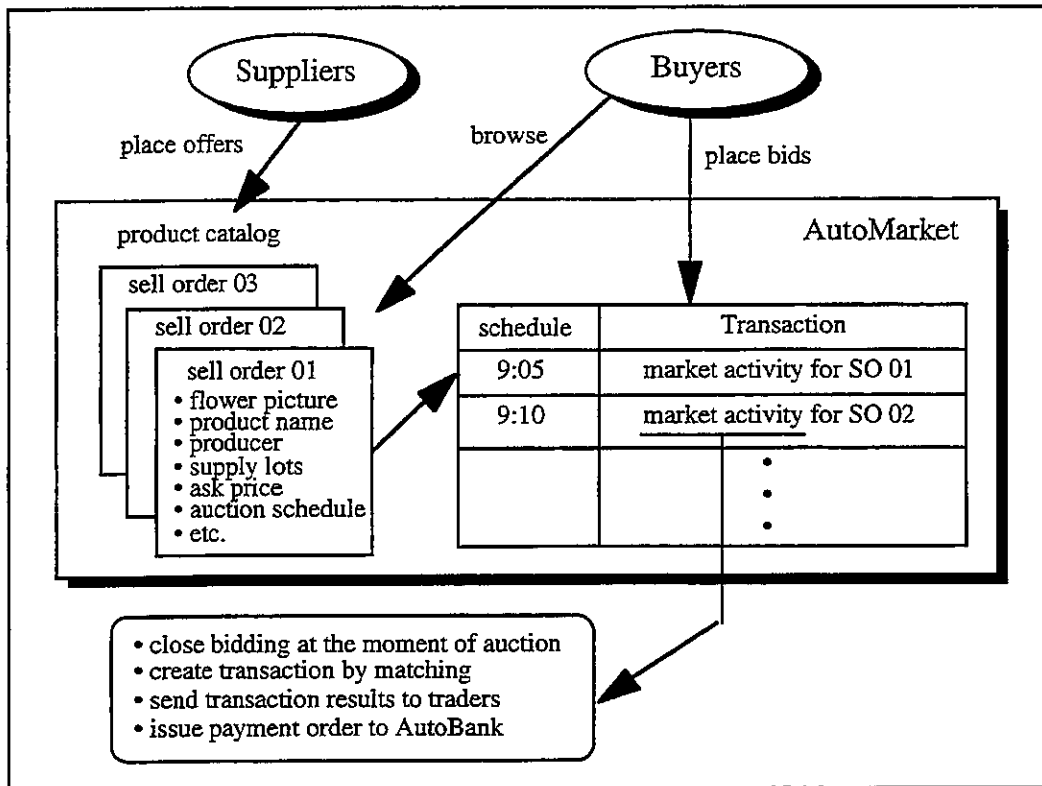 Suppliers
Buyers
place offers
browse
place bids
AutoMarket
product catalog
sell order 03
sell order 02
sell order 01
• flower picture
• product name
• producer
• supply lots
• ask price
• auction schedule
• etc.
schedule
Transaction
9:05
market activity for SO 01
9:10
market activity for SO 02
•
•
•
• close bidding at the moment of auction
• create transaction by matching
• send transaction results to traders
• issue payment order to AutoBank